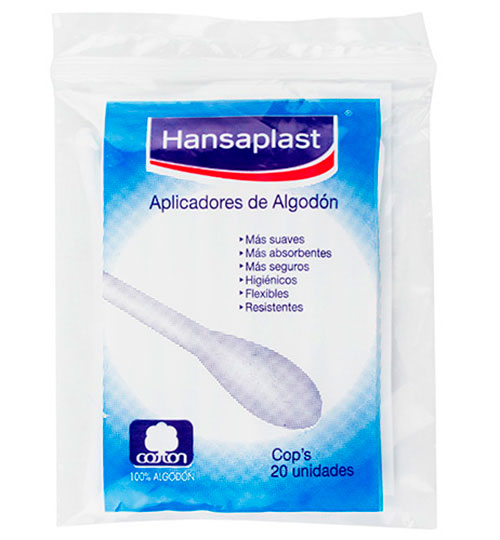 Hansaplast
®
Aplicadores de Algodón
‣ Más suaves
‣ Más absorbentes
‣ Más seguros
‣ Higiénicos
‣ Flexibles
‣ Resistentes
cotton
100% ALGODÓN
Cop's
20 unidades